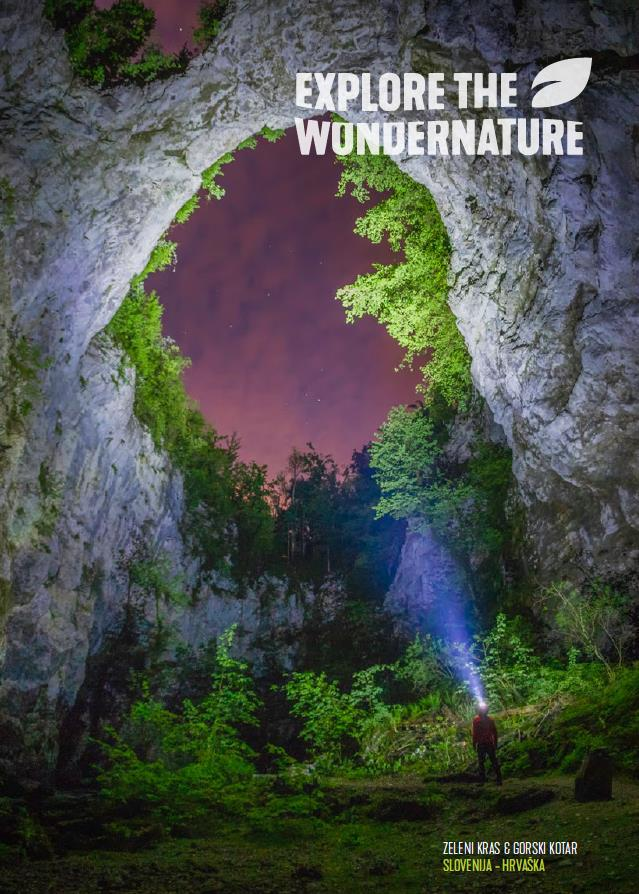 EXPLORE THE
WONDERNATURE
ZELENI KRAS & GORSKI KOTAR
SLOVENIJA - HRVAŠKA